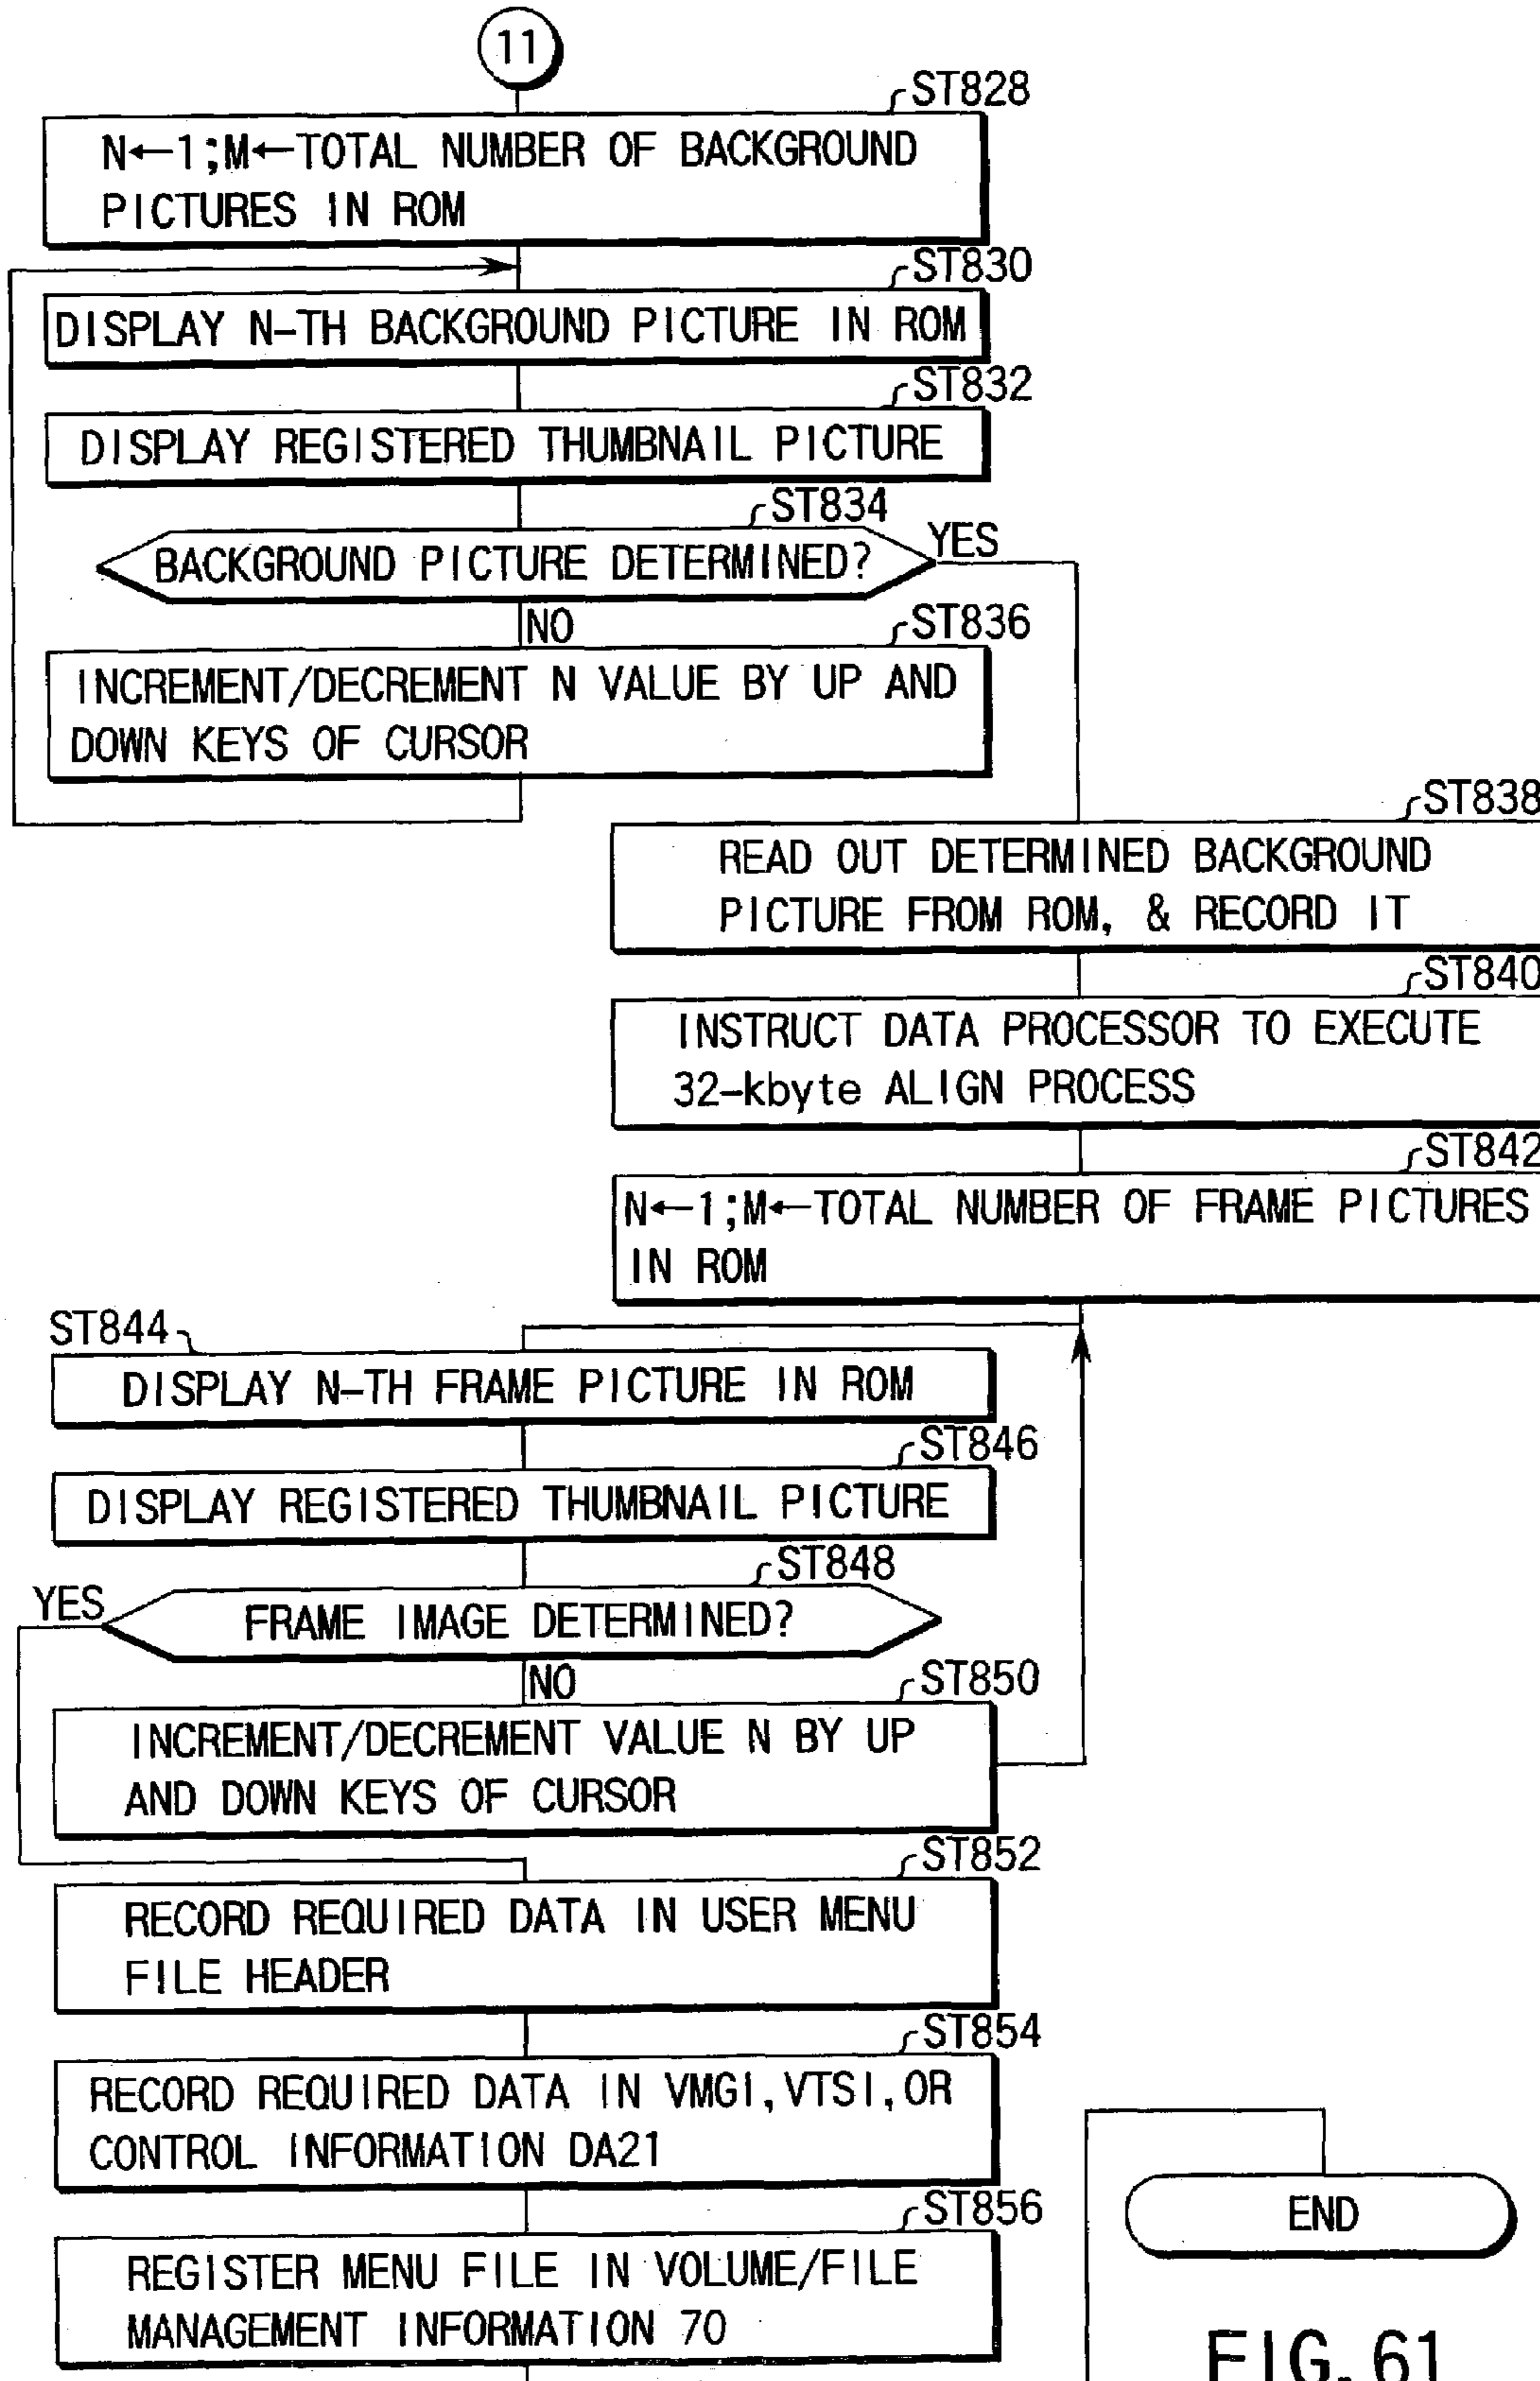 11
ST828
N←1;M←TOTAL NUMBER OF BACKGROUND
PICTURES IN ROM
ST830
DISPLAY N-TH BACKGROUND PICTURE IN ROM
ST832
DISPLAY REGISTERED THUMBNAIL PICTURE
ST834
BACKGROUND PICTURE DETERMINED?
YES
NO
ST836
INCREMENT/DECREMENT N VALUE BY UP AND
DOWN KEYS OF CURSOR
ST838
READ OUT DETERMINED BACKGROUND
PICTURE FROM ROM, & RECORD IT
ST840
INSTRUCT DATA PROCESSOR TO EXECUTE
32-kbyte ALIGN PROCESS
ST842
N←1;M←TOTAL NUMBER OF FRAME PICTURES
IN ROM
ST844
DISPLAY N-TH FRAME PICTURE IN ROM
ST846
DISPLAY REGISTERED THUMBNAIL PICTURE
ST848
YES
FRAME IMAGE DETERMINED?
NO
ST850
INCREMENT/DECREMENT VALUE N BY UP
AND DOWN KEYS OF CURSOR
ST852
RECORD REQUIRED DATA IN USER MENU
FILE HEADER
ST854
RECORD REQUIRED DATA IN VMGI,VTSI,OR
CONTROL INFORMATION DA21
ST856
REGISTER MENU FILE IN VOLUME/FILE
MANAGEMENT INFORMATION 70
END
FIG. 61